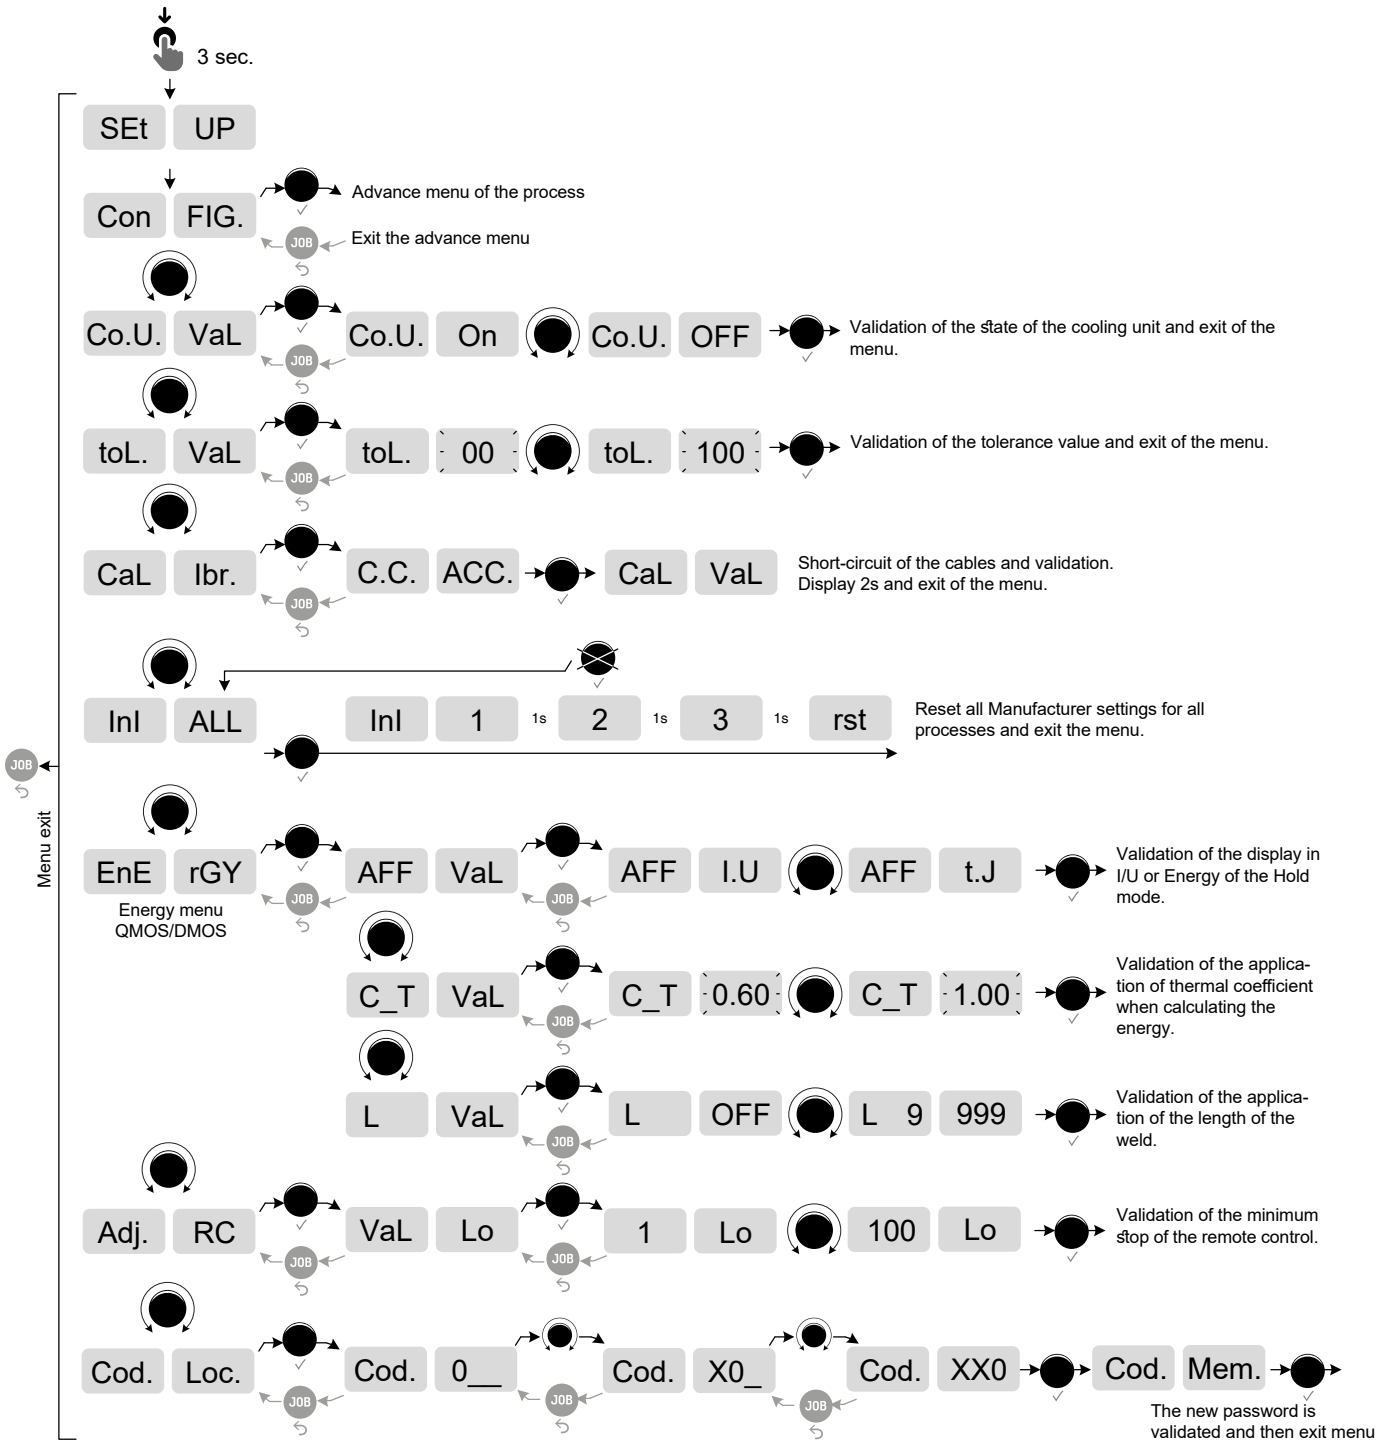 3 sec.
SEt UP
Con FIG.
Advance menu of the process
JOB
Exit the advance menu
Co.U. VaL
JOB
Co.U. On
Co.U. OFF
Validation of the state of the cooling unit and exit of the
menu.
toL. VaL
JOB
toL. 00
toL. 100
Validation of the tolerance value and exit of the menu.
CaL Ibr.
JOB
C.C. ACC.
CaL VaL
Short-circuit of the cables and validation.
Display 2s and exit of the menu.
InI ALL
InI 1 1s 2 1s 3 1s rst
Reset all Manufacturer settings for all
processes and exit the menu.
JOB
Menu exit
EnE rGY
Energy menu
QMOS/DMOS
JOB
AFF VaL
JOB
AFF I.U
AFF t.J
Validation of the display in
I/U or Energy of the Hold
mode.
C_T VaL
JOB
C_T 0.60
C_T 1.00
Validation of the applica-
tion of thermal coefficient
when calculating the
energy.
L VaL
JOB
L OFF
L 9 999
Validation of the applica-
tion of the length of the
weld.
Adj. RC
JOB
VaL Lo
JOB
1 Lo
100 Lo
Validation of the minimum
stop of the remote control.
Cod. Loc.
JOB
Cod. 0__
JOB
Cod. X0_
JOB
Cod. XX0
Cod. Mem.
The new password is
validated and then exit menu